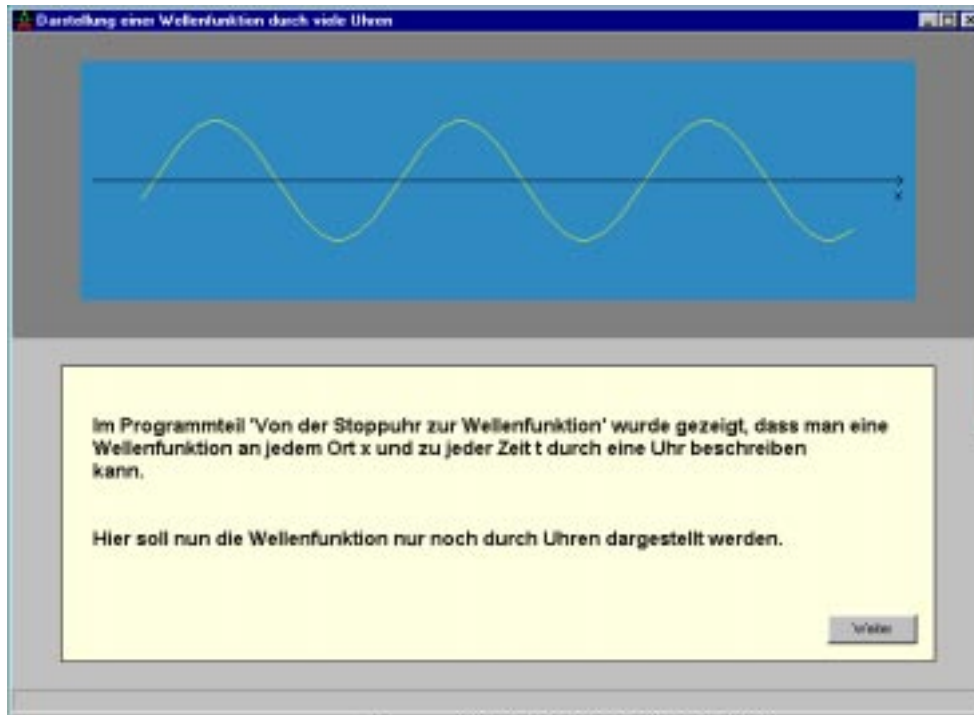 Darstellung einer Wellenfunktion durch viele Uhren
x
Im Programmteil 'Von der Stoppuhr zur Wellenfunktion' wurde gezeigt, dass man eine
Wellenfunktion an jedem Ort x und zu jeder Zeit t durch eine Uhr beschreiben
kann.
Hier soll nun die Wellenfunktion nur noch durch Uhren dargestellt werden.
Weiter